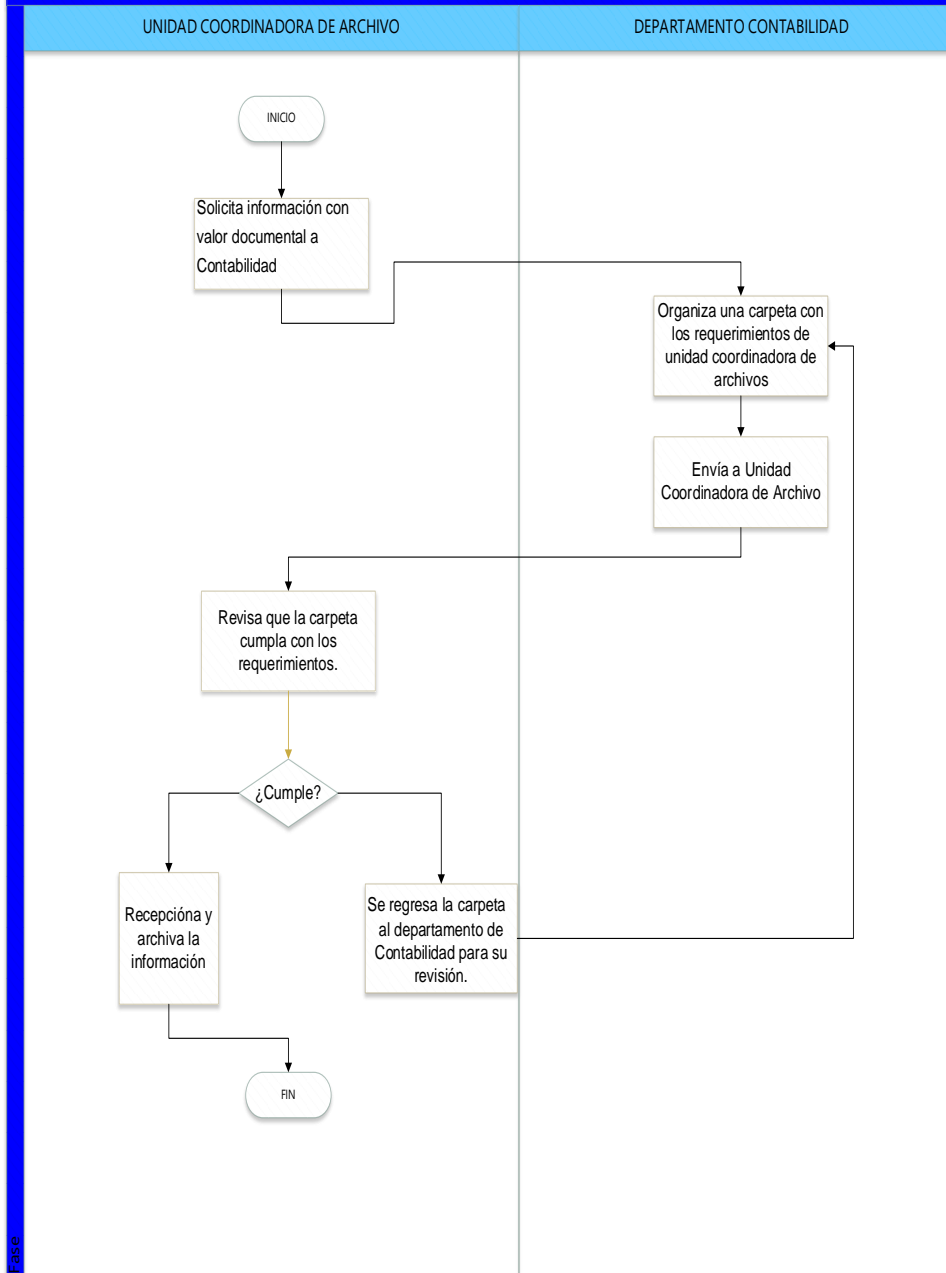 UNIDAD COORDINADORA DE ARCHIVO
DEPARTAMENTO CONTABILIDAD
INICIO
Solicita información con
valor documental a
Contabilidad
Organiza una carpeta con
los requerimientos de
unidad coordinadora de
archivos
Envía a Unidad
Coordinadora de Archivo
Revisa que la carpeta
cumpla con los
requerimientos.
¿Cumple?
Recepcióna y
archiva la
información
Se regresa la carpeta
al departamento de
Contabilidad para su
revisión.
FIN
Fase